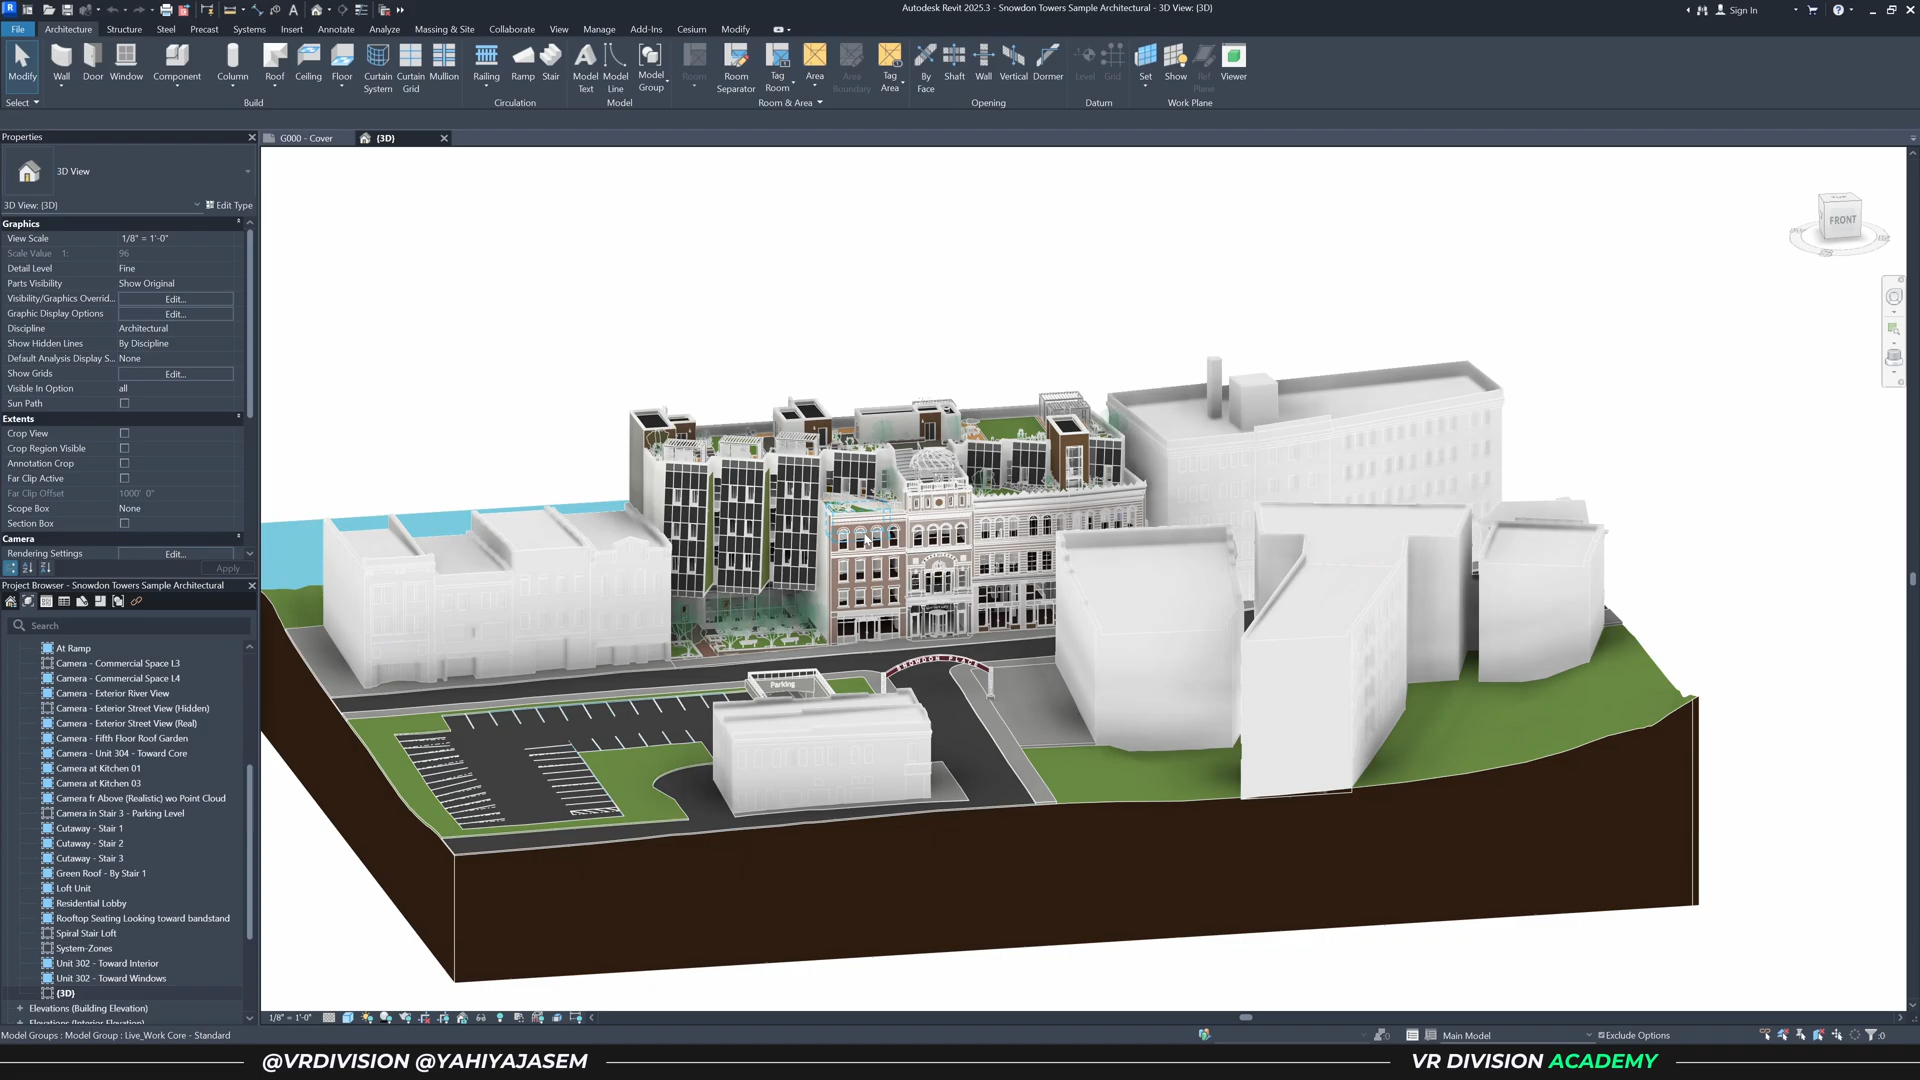 Autodesk Revit 2025.3 - Snowdon Towers Sample Architectural - 3D View: {3D}
Sign In
File Architecture Structure Steel Precast Systems Insert Annotate Analyze Massing & Site Collaborate View Manage Add-Ins Cesium Modify
Modify Wall Door Window Component Column Roof Ceiling Floor Curtain System Curtain Grid Mullion Railing Ramp Stair Model Text Model Line Model Group Room Room Separator Tag Room Area Area Boundary Tag Area By Face Shaft Wall Vertical Dormer Level Grid Set Show Ref Plane Viewer
Select Build Circulation Model Room & Area Opening Datum Work Plane
Properties
G000 - Cover
{3D}
3D View
3D View: {3D}
Edit Type
Graphics
View Scale 1/8" = 1'-0"
Scale Value 1: 96
Detail Level Fine
Parts Visibility Show Original
Visibility/Graphics Overrid... Edit...
Graphic Display Options Edit...
Discipline Architectural
Show Hidden Lines By Discipline
Default Analysis Display S... None
Show Grids Edit...
Visible In Option all
Sun Path
Extents
Crop View
Crop Region Visible
Annotation Crop
Far Clip Active
Far Clip Offset 1000' 0"
Scope Box None
Section Box
Camera
Rendering Settings Edit...
Apply
Project Browser - Snowdon Towers Sample Architectural
Search
At Ramp
Camera - Commercial Space L3
Camera - Commercial Space L4
Camera - Exterior River View
Camera - Exterior Street View (Hidden)
Camera - Exterior Street View (Real)
Camera - Fifth Floor Roof Garden
Camera - Unit 304 - Toward Core
Camera at Kitchen 01
Camera at Kitchen 03
Camera fr Above (Realistic) wo Point Cloud
Camera in Stair 3 - Parking Level
Cutaway - Stair 1
Cutaway - Stair 2
Cutaway - Stair 3
Green Roof - By Stair 1
Loft Unit
Residential Lobby
Rooftop Seating Looking toward bandstand
Spiral Stair Loft
System-Zones
Unit 302 - Toward Interior
Unit 302 - Toward Windows
{3D}
Elevations (Building Elevation)
Elevations (Interior Elevation)
FRONT
SNOWDON PLACE
Parking
1/8" = 1'-0"
Model Groups : Model Group : Live_Work Core - Standard
Main Model
Exclude Options
:0
@VRDIVISION @YAHIYAJASEM
VR DIVISION ACADEMY